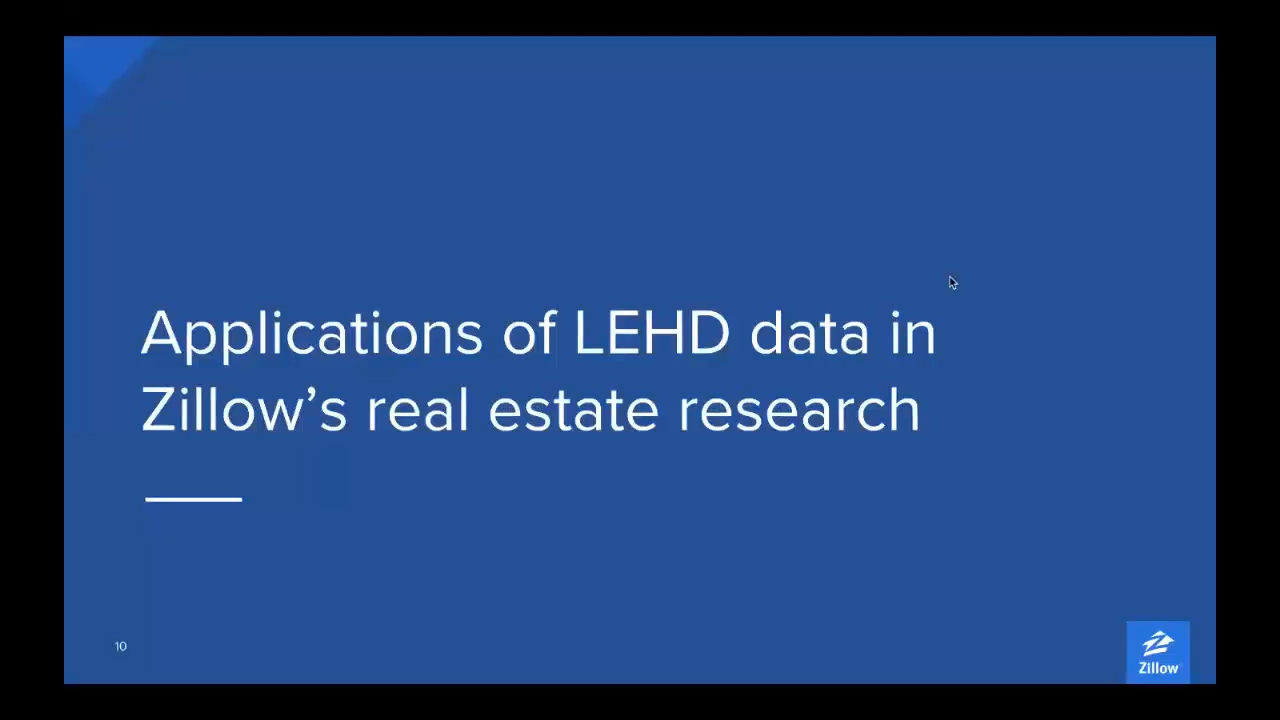 Applications of LEHD data in
Zillow’s real estate research
10
Zillow